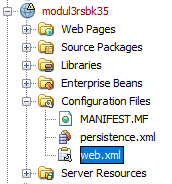 modul3rsbk35
Web Pages
Source Packages
Libraries
Enterprise Beans
Configuration Files
MANIFEST.MF
persistence.xml
web.xml
Server Resources